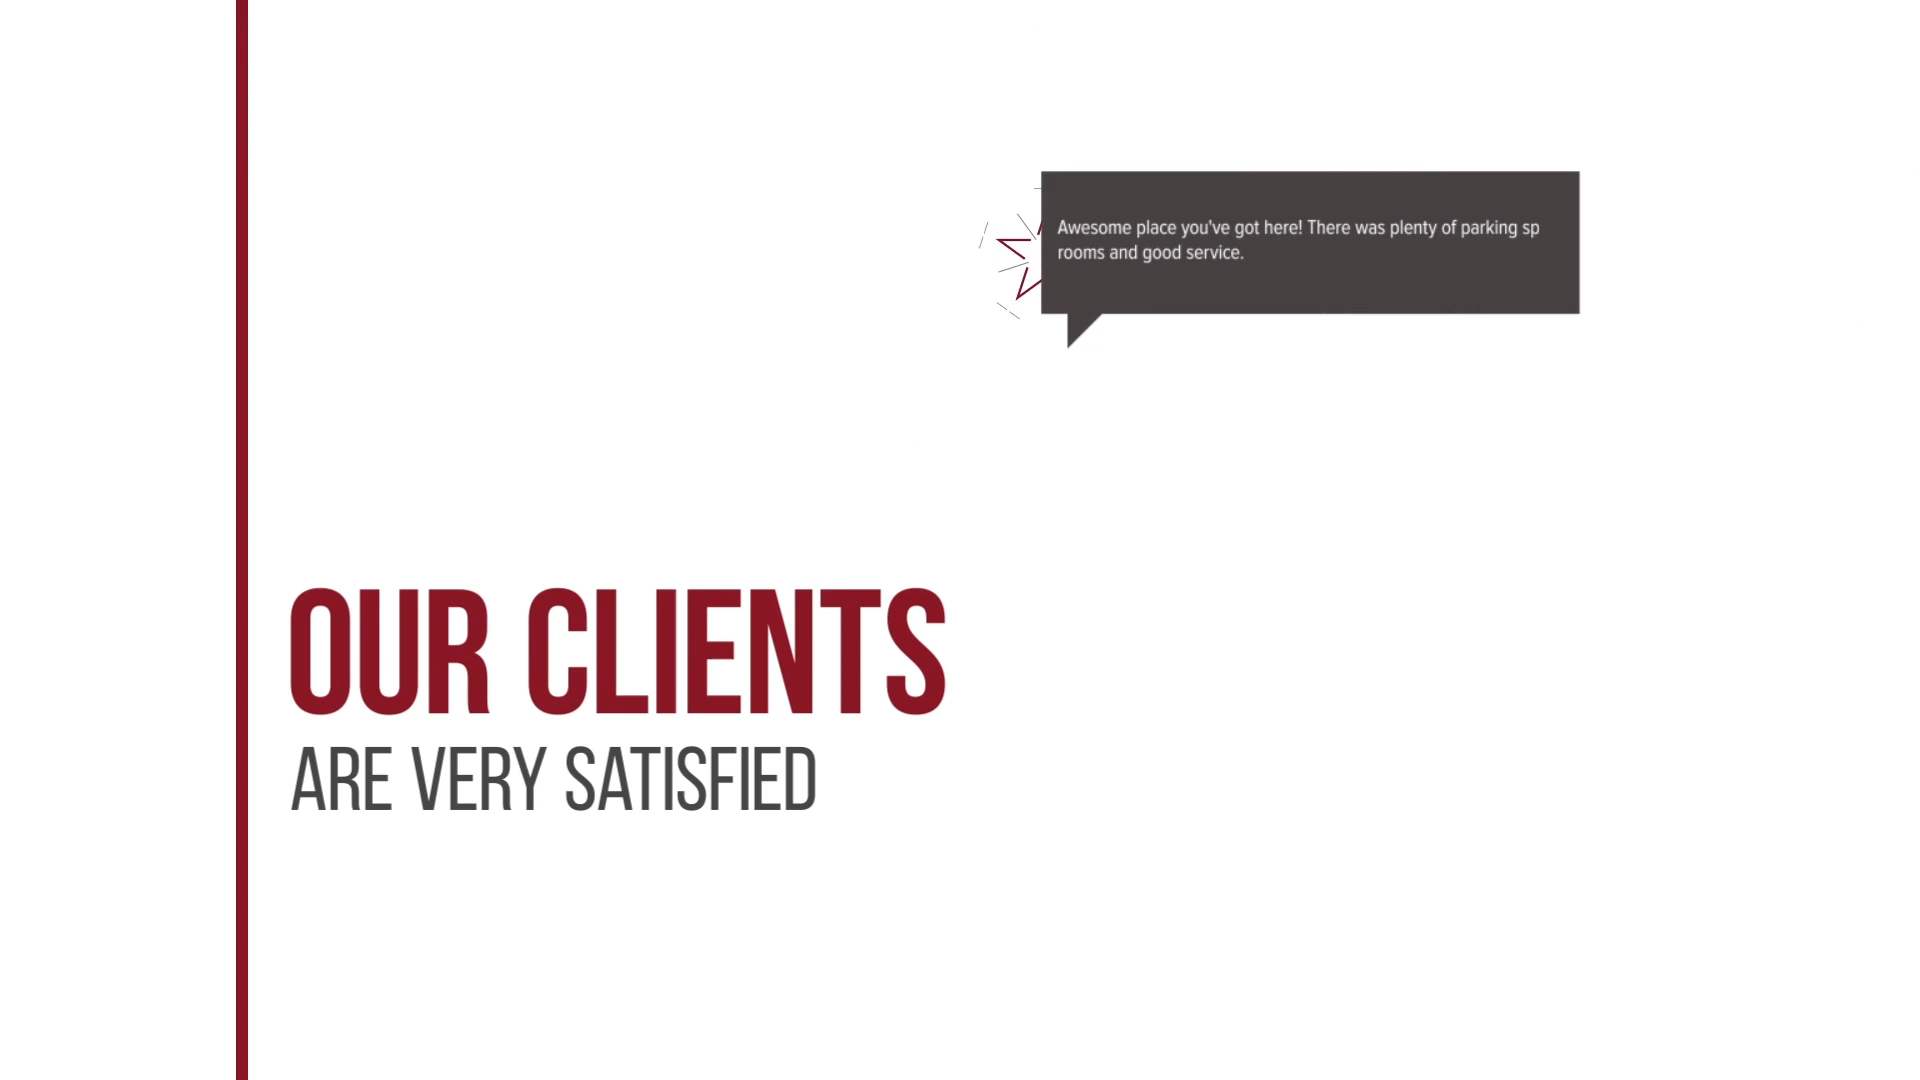 Awesome place you've got here! There was plenty of parking sp
rooms and good service.
OUR CLIENTS
ARE VERY SATISFIED